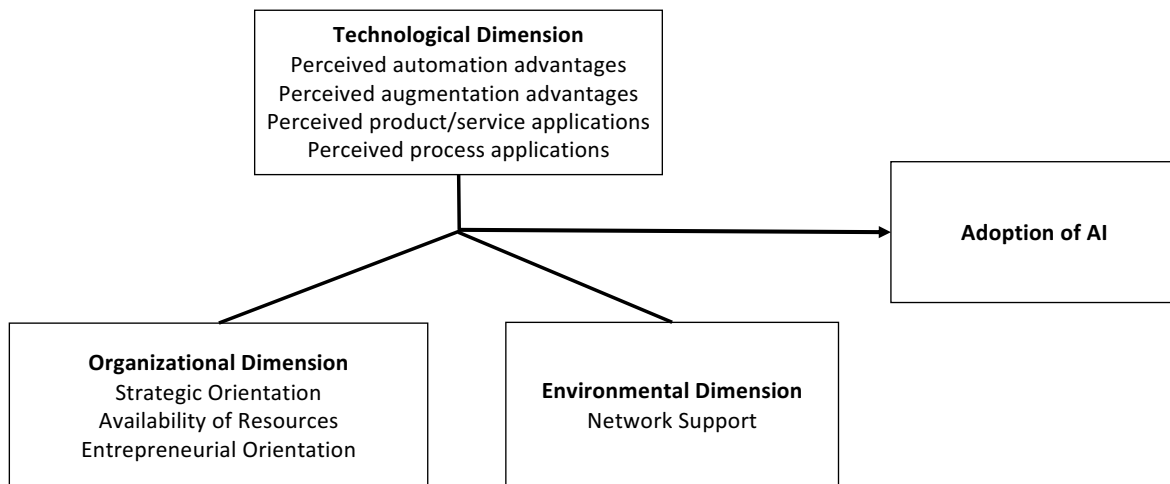 Technological Dimension
Perceived automation advantages
Perceived augmentation advantages
Perceived product/service applications
Perceived process applications
Adoption of AI
Organizational Dimension
Strategic Orientation
Availability of Resources
Entrepreneurial Orientation
Environmental Dimension
Network Support